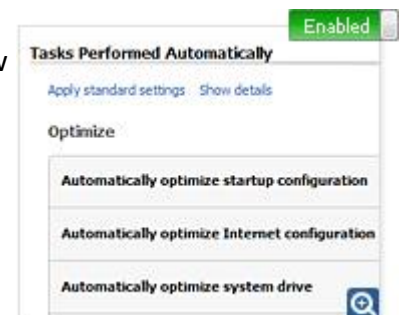 Enabled
Tasks Performed Automatically
Apply standard settings Show details
Optimize
Automatically optimize startup configuration
Automatically optimize Internet configuration
Automatically optimize system drive